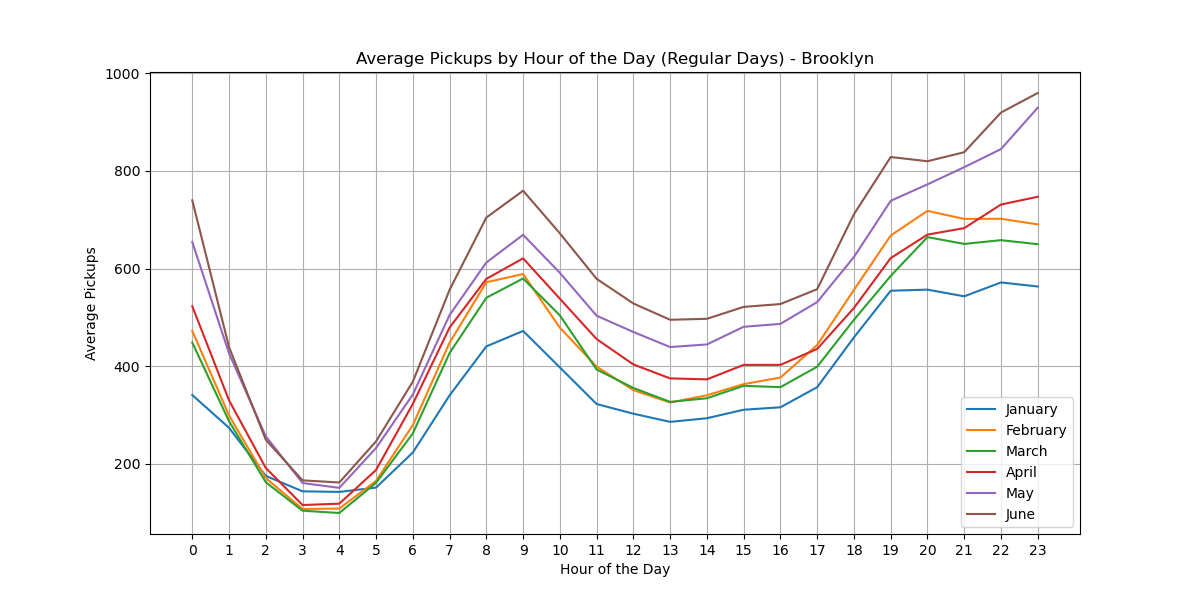 Average Pickups by Hour of the Day (Regular Days) - Brooklyn
Average Pickups
1000
800
600
400
200
January
February
March
April
May
June
0 1 2 3 4 5 6 7 8 9 10 11 12 13 14 15 16 17 18 19 20 21 22 23
Hour of the Day